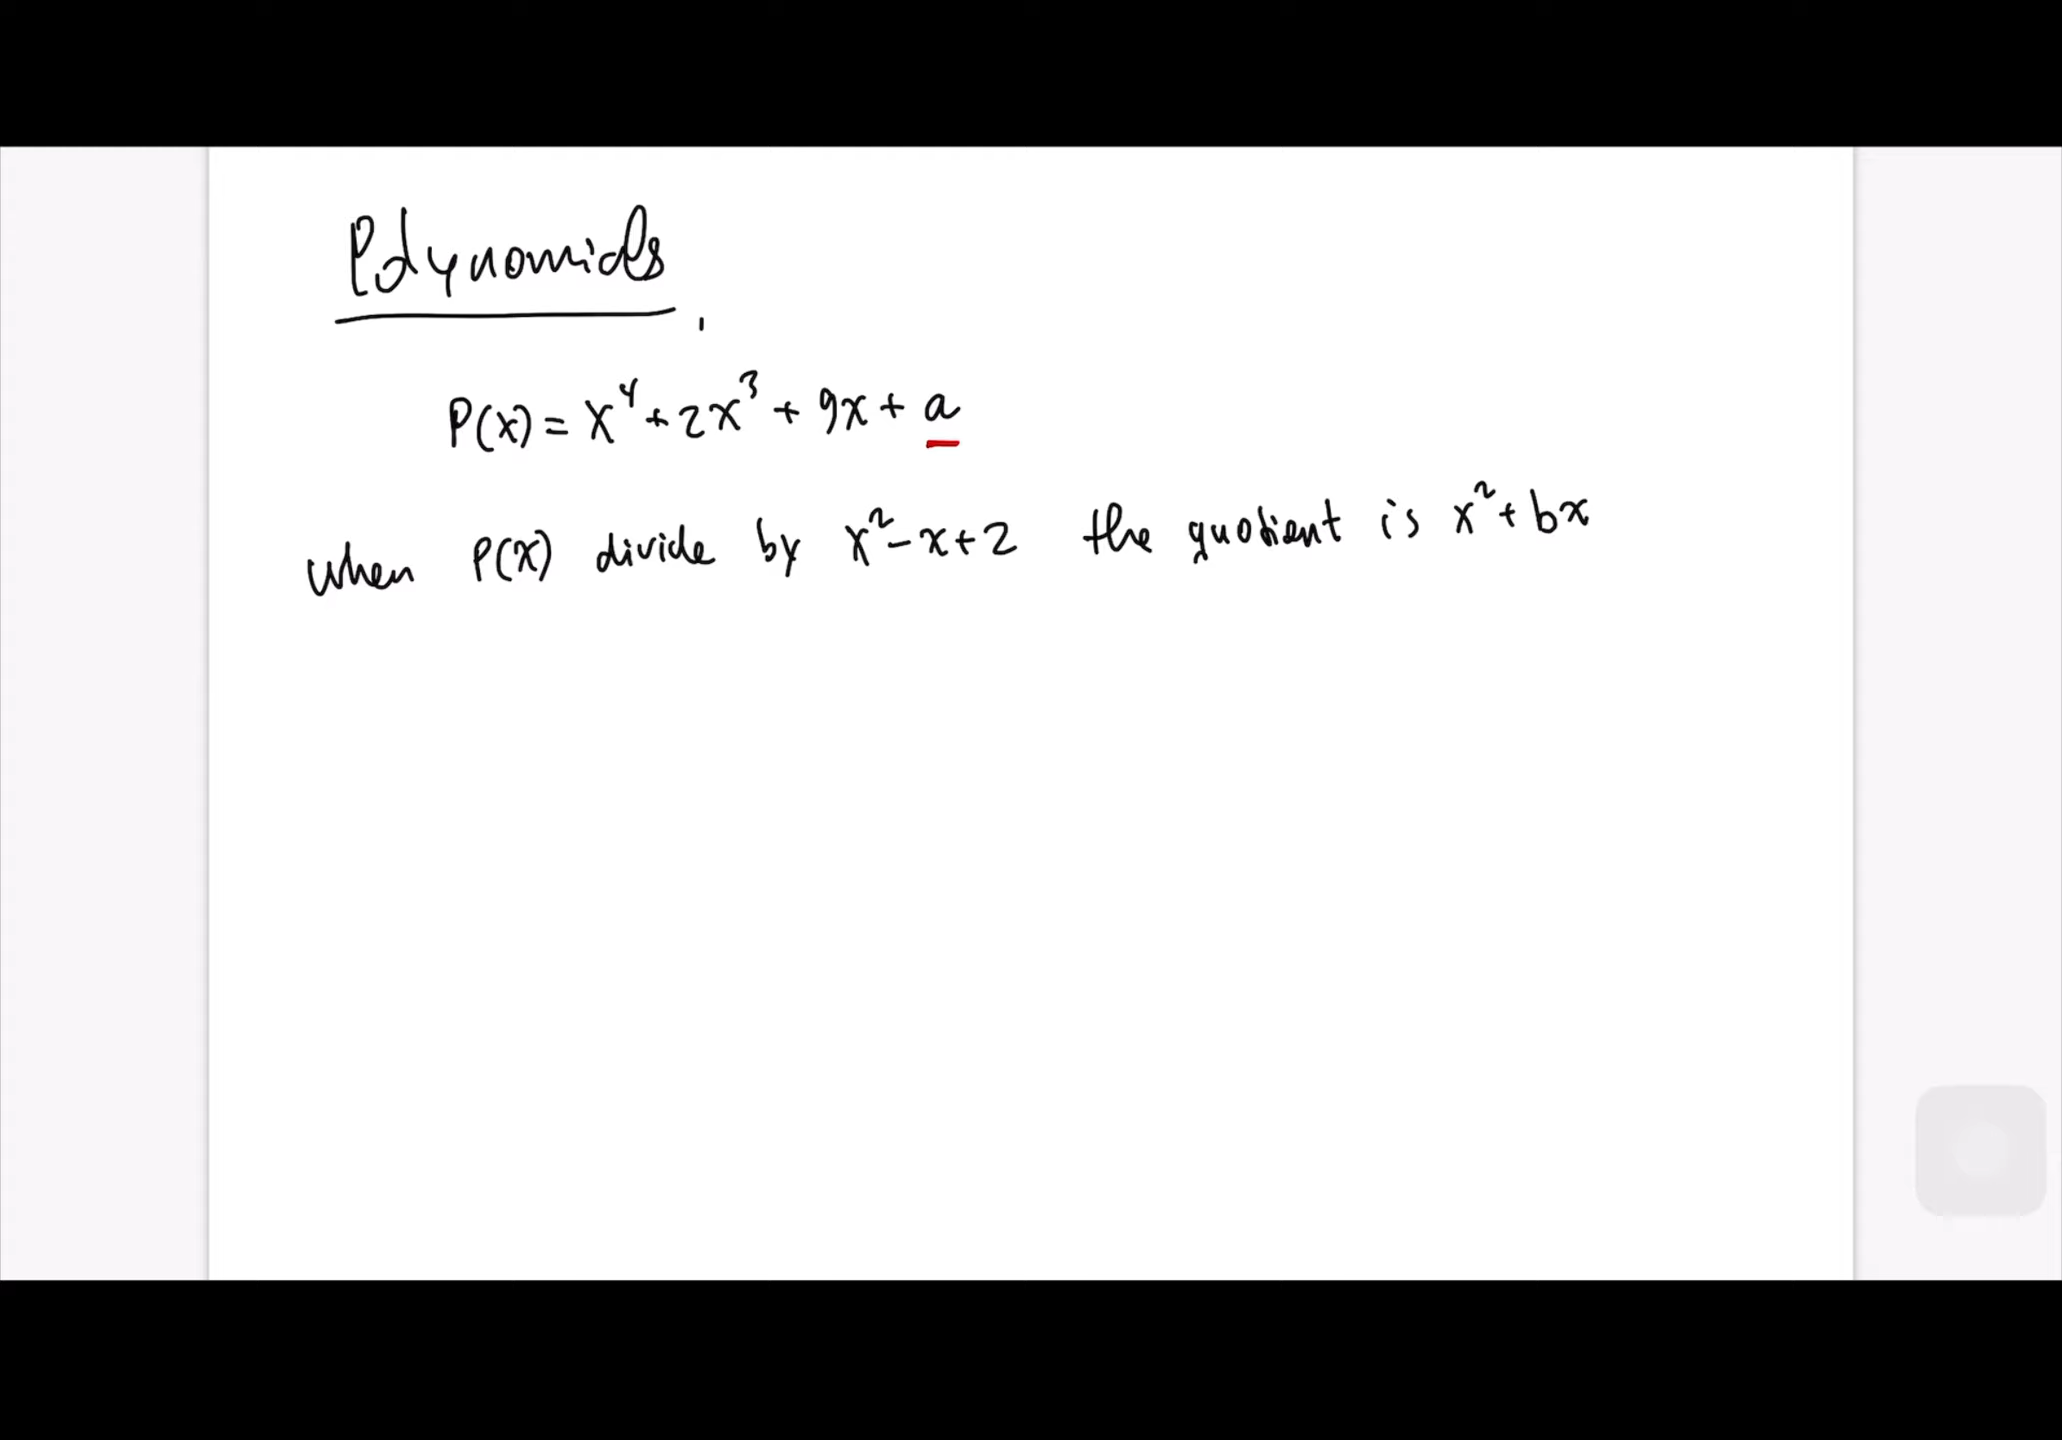 Polynomials
P(x) = x⁴ + 2x³ + 9x + a
when P(x) divide by x² - x + 2 the quotient is x² + bx